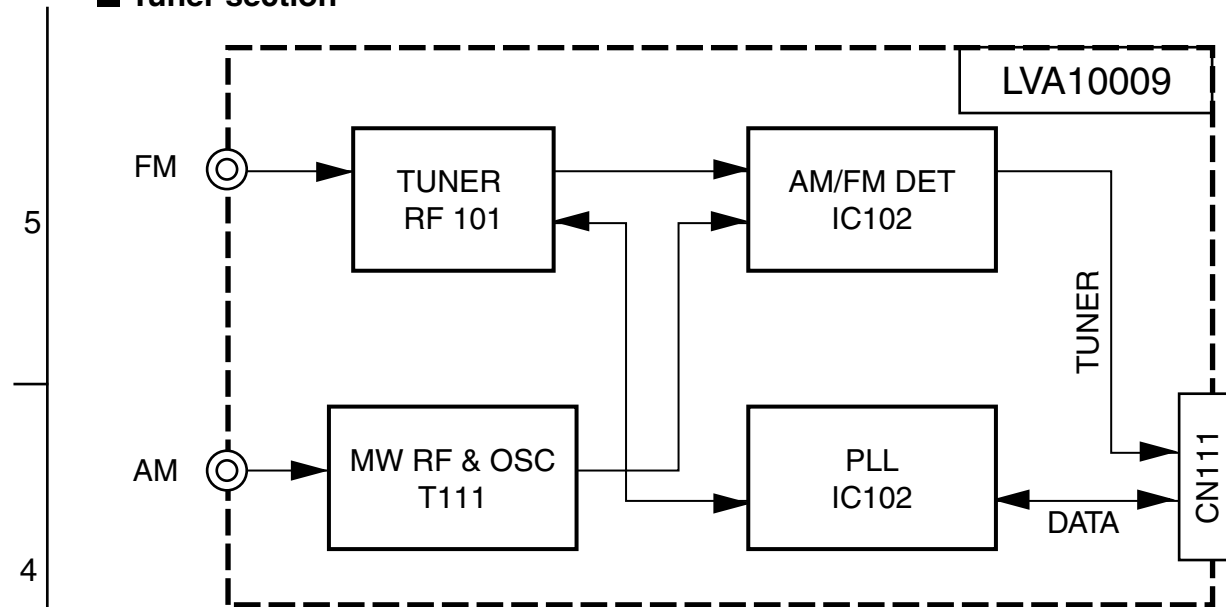 ■ Tuner section
LVA10009
FM
TUNER
RF 101
AM/FM DET
IC102
5
TUNER
AM
MW RF & OSC
T111
PLL
IC102
DATA
CN111
4